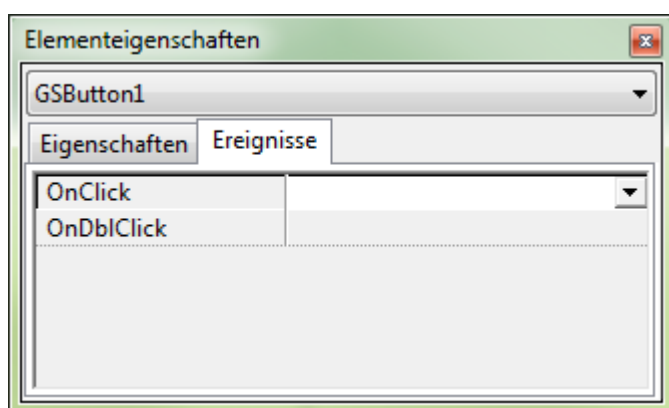 Elementeigenschaften
GSButton1
Eigenschaften Ereignisse
OnClick
OnDblClick